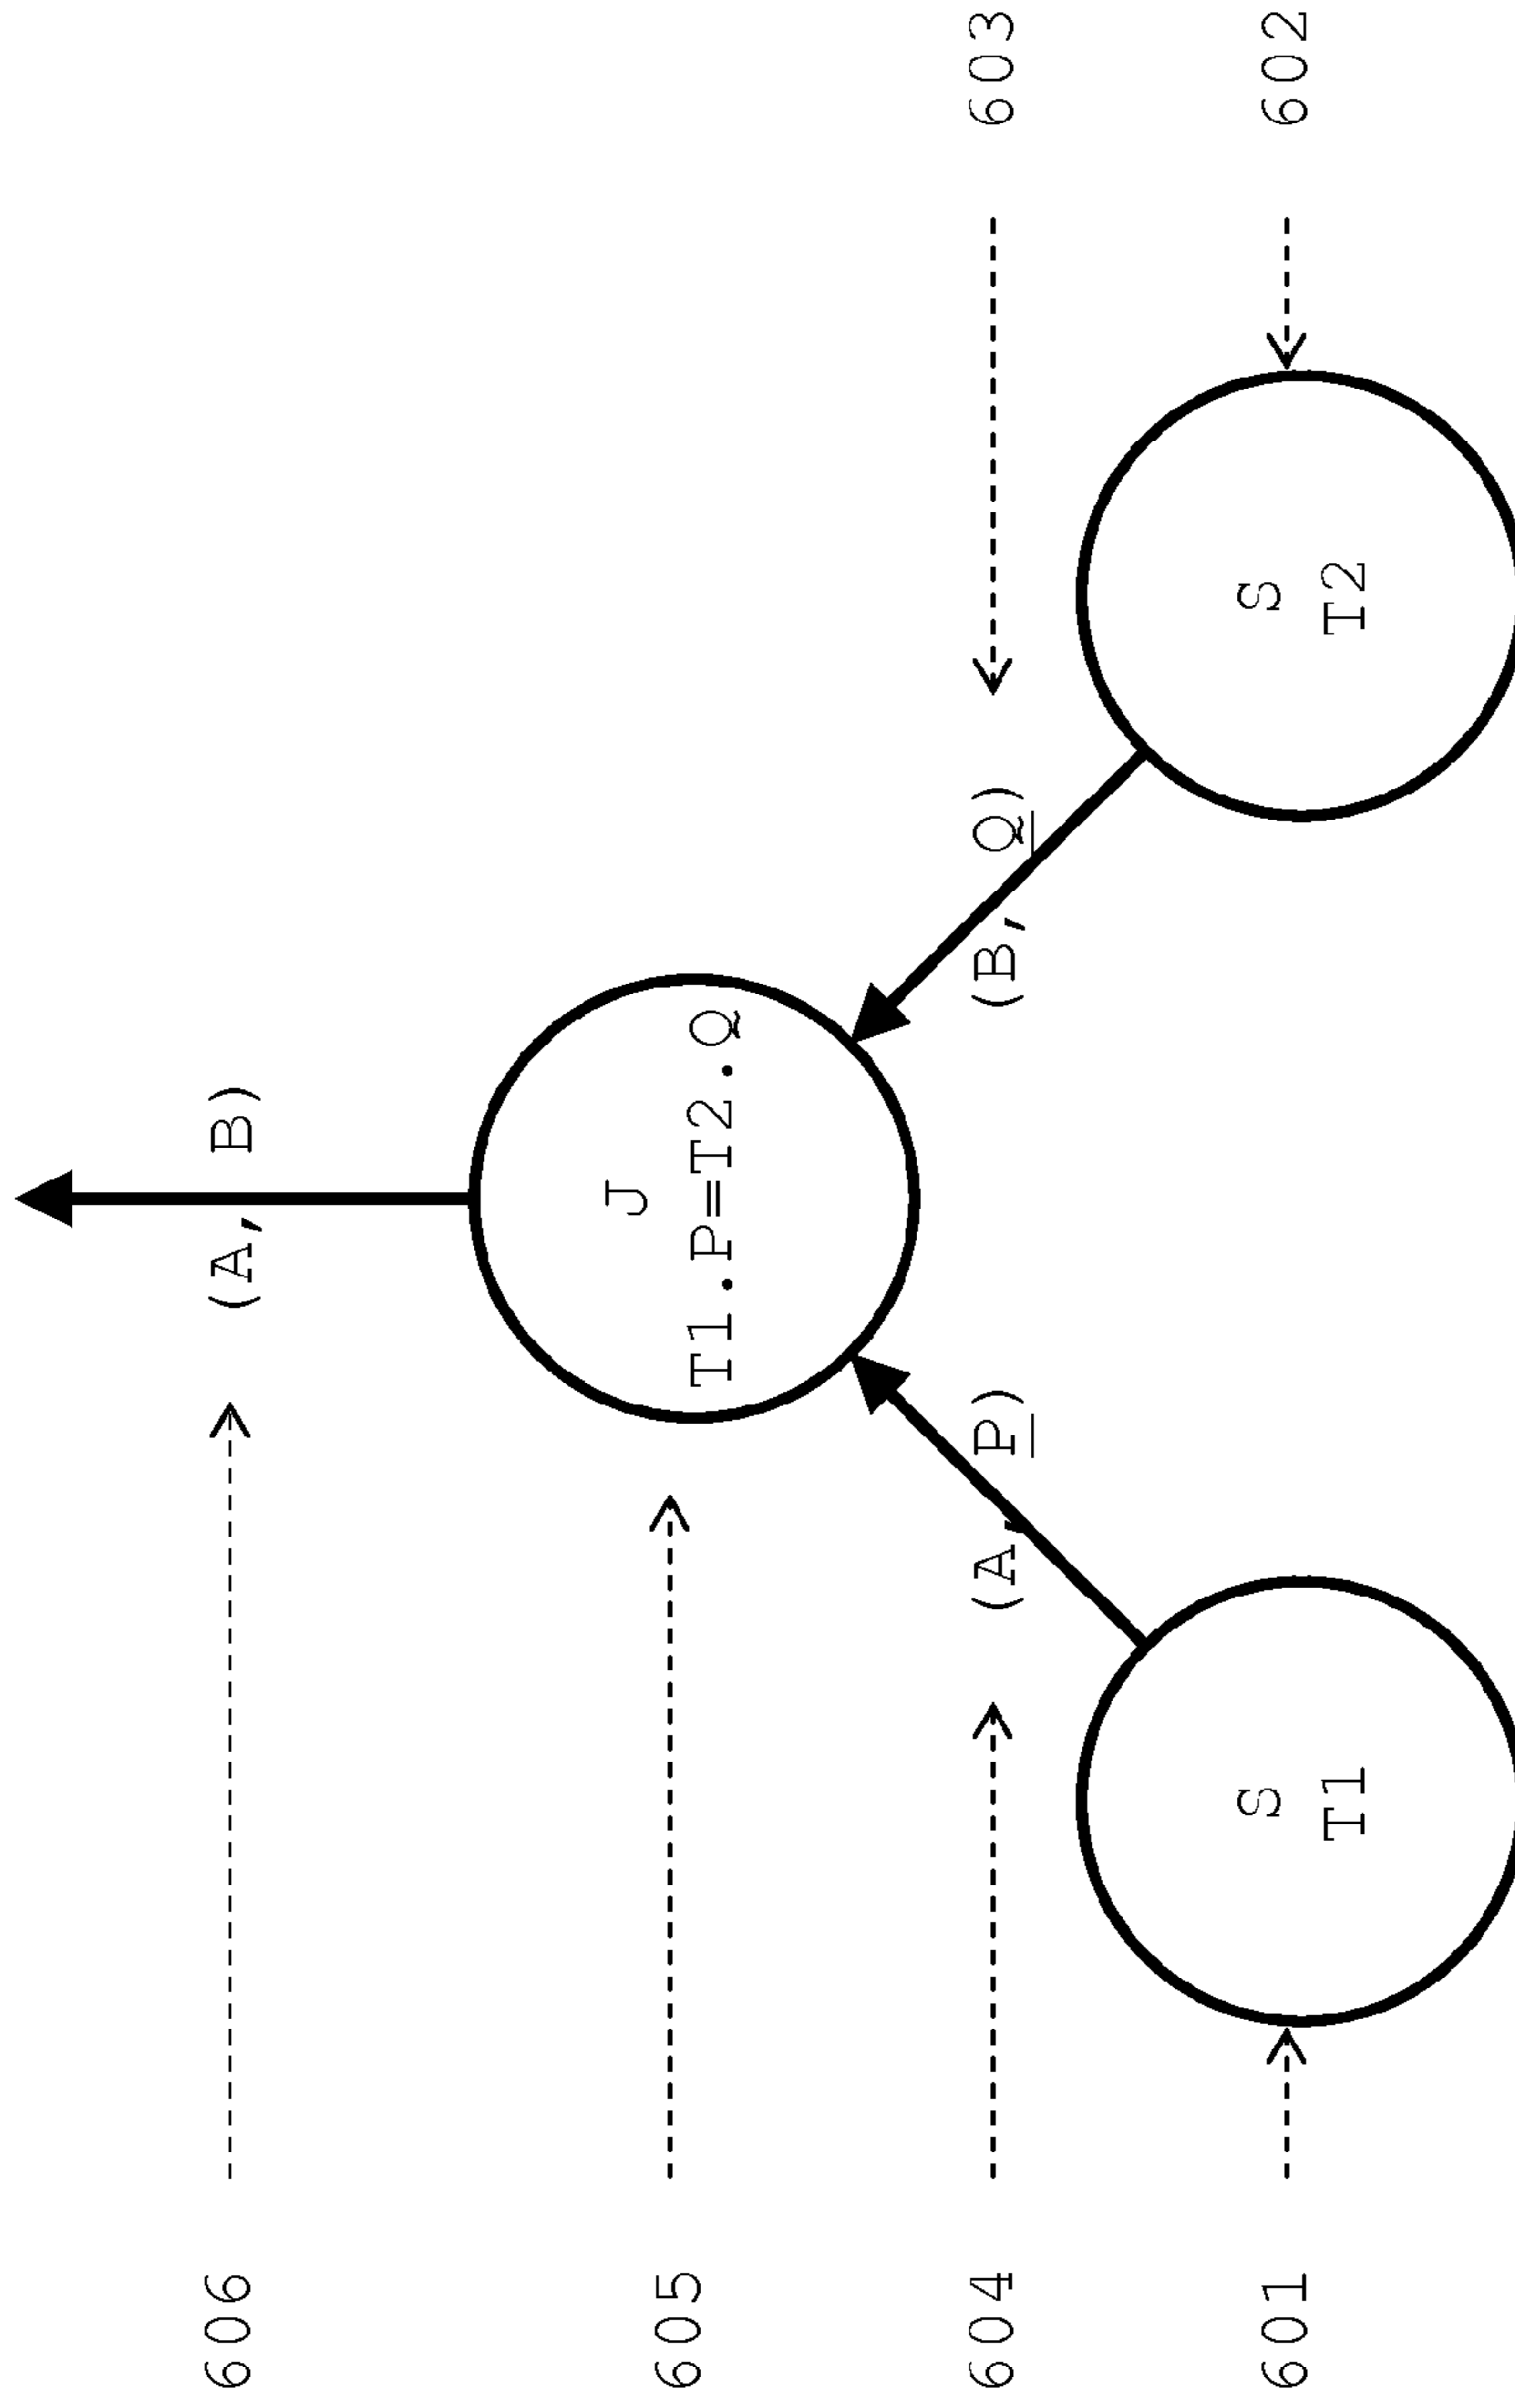 606
(A, B)
605
J
T1.P=T2.Q
604
(A, P)
(B, Q)
603
601
S
T1
S
T2
602